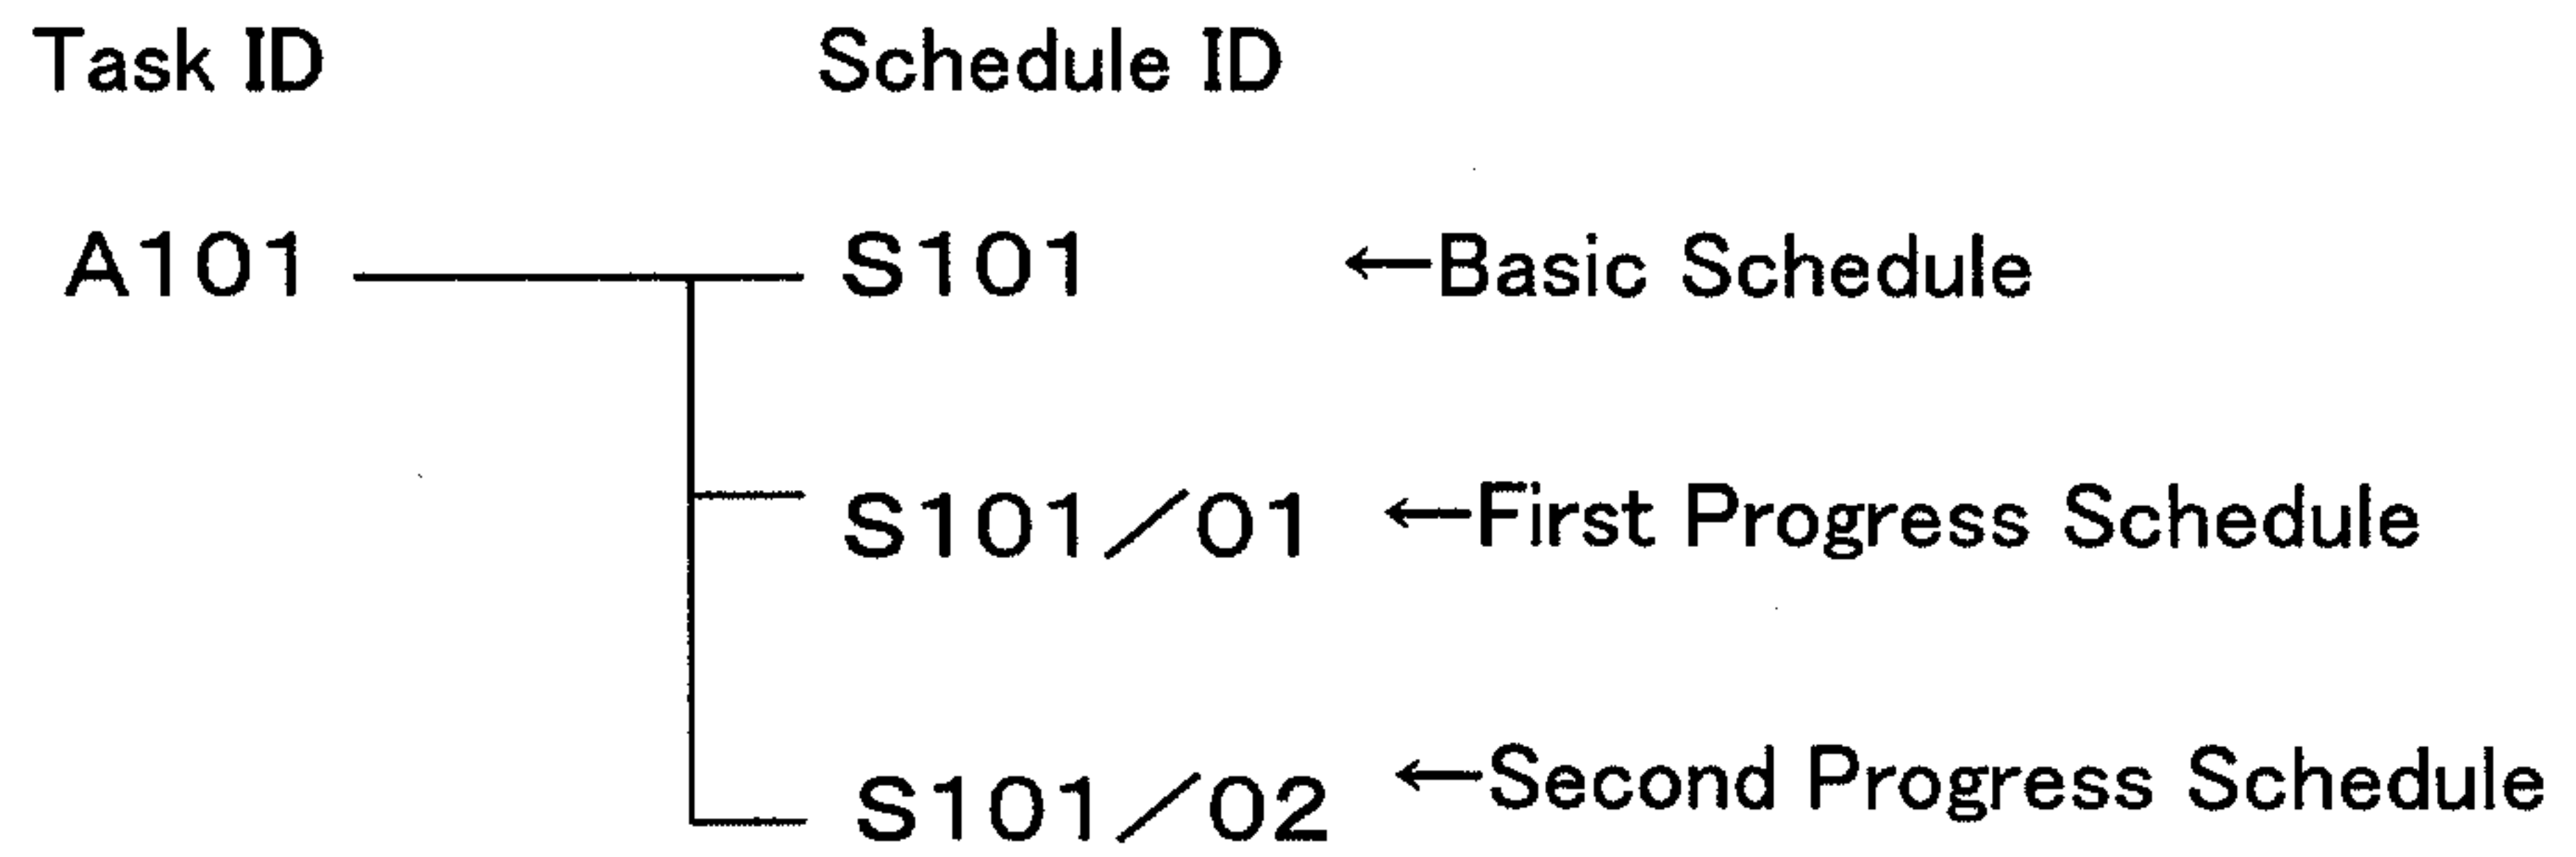 Task ID Schedule ID
A101 S101 ←Basic Schedule
S101／01 ←First Progress Schedule
S101／02 ←Second Progress Schedule